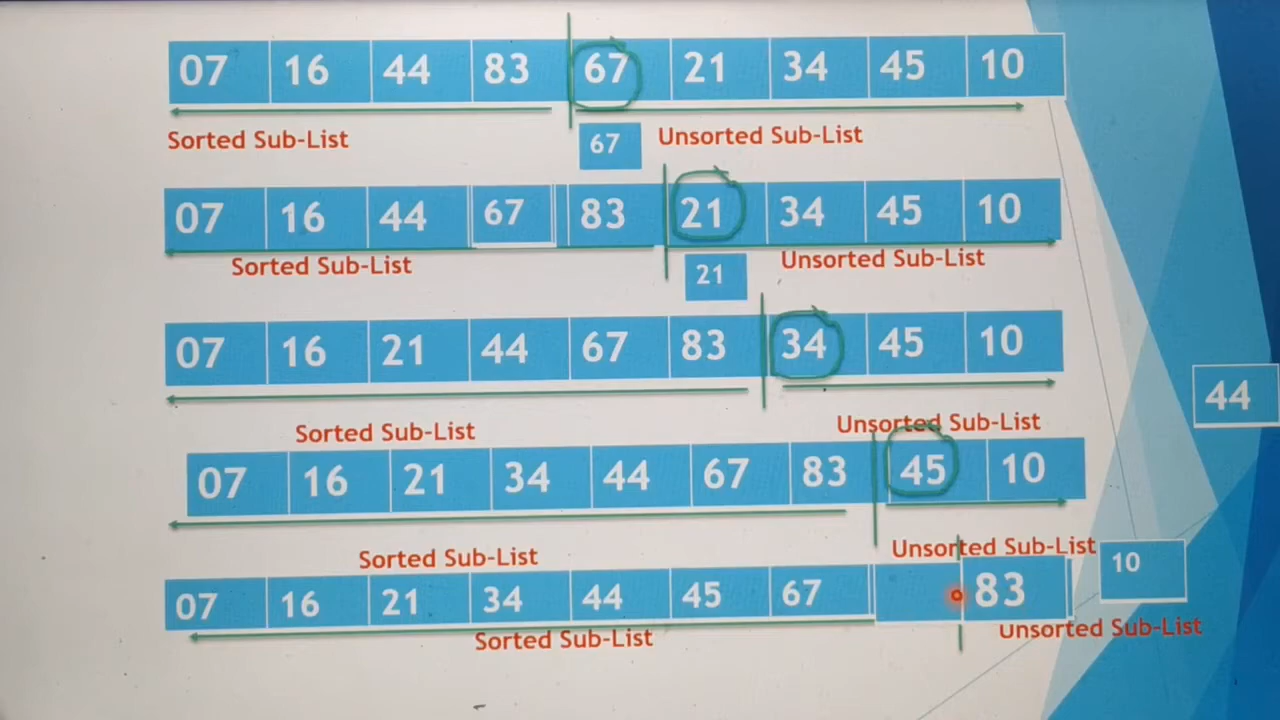 07 16 44 83 67 21 34 45 10
Sorted Sub-List Unsorted Sub-List
67
07 16 44 67 83 21 34 45 10
Sorted Sub-List Unsorted Sub-List
21
07 16 21 44 67 83 34 45 10
44
Sorted Sub-List Unsorted Sub-List
07 16 21 34 44 67 83 45 10
Sorted Sub-List Unsorted Sub-List
10
07 16 21 34 44 45 67 83
Sorted Sub-List Unsorted Sub-List